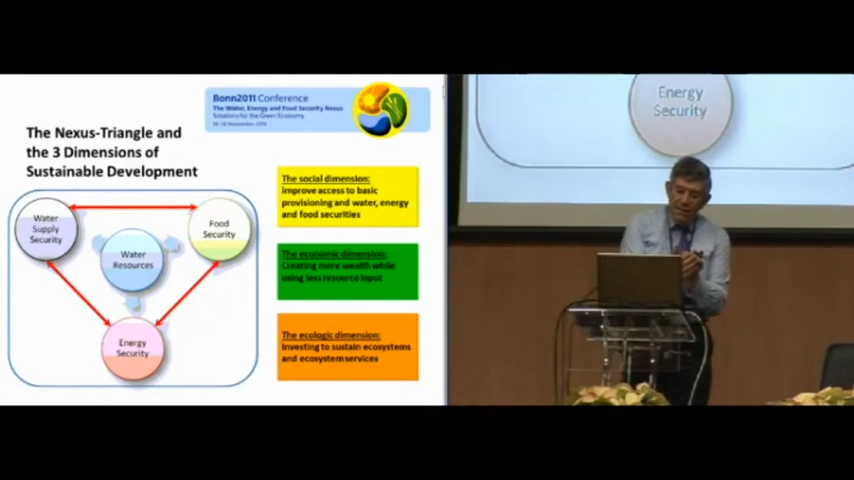 Bonn2011 Conference
The Water, Energy and Food Security Nexus
Solutions for the Green Economy
The Nexus-Triangle and
the 3 Dimensions of
Sustainable Development
Water
Supply
Security
Food
Security
Water
Resources
Energy
Security
The social dimension:
improve access to basic
provisioning and water, energy
and food securities
The economic dimension:
Creating more wealth while
using less resource input
The ecologic dimension:
Investing to sustain ecosystems
and ecosystem services
Energy
Security